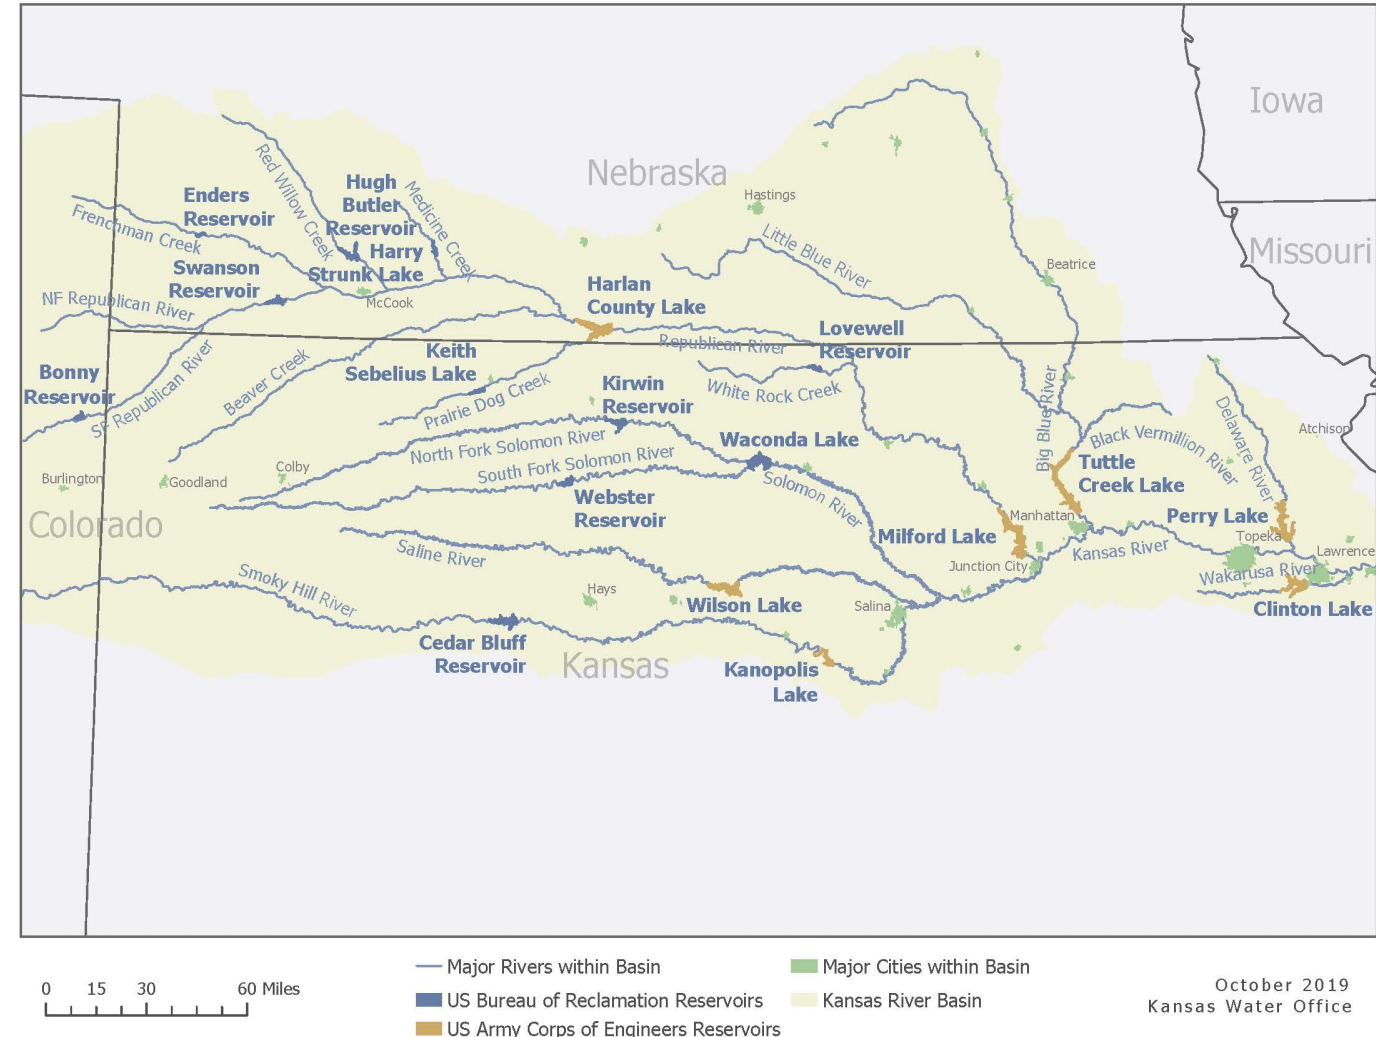 Iowa
Nebraska
Missouri
Hastings
Little Blue River
Beatrice
Red Willow Creek
Hugh
Butler
Reservoir
Medicine Creek
Enders
Reservoir
Frenchman Creek
Harry
Strunk Lake
Swanson
Reservoir
McCook
NF Republican River
Harlan
County Lake
Republican River
Lovewell
Reservoir
White Rock Creek
Bonny
Reservoir
SF Republican River
Beaver Creek
Keith
Sebelius Lake
Prairie Dog Creek
Kirwin
Reservoir
North Fork Solomon River
South Fork Solomon River
Waconda Lake
Solomon River
Webster
Reservoir
Big Blue River
Black Vermillion River
Delaware River
Atchison
Tuttle
Creek Lake
Burlington
Goodland
Colby
Colorado
Manhattan
Perry Lake
Milford Lake
Kansas River
Topeka
Lawrence
Junction City
Wakarusa River
Clinton Lake
Saline River
Smoky Hill River
Hays
Wilson Lake
Salina
Cedar Bluff
Reservoir
Kansas
Kanopolis
Lake
0 15 30 60 Miles
Major Rivers within Basin
US Bureau of Reclamation Reservoirs
US Army Corps of Engineers Reservoirs
Major Cities within Basin
Kansas River Basin
October 2019
Kansas Water Office